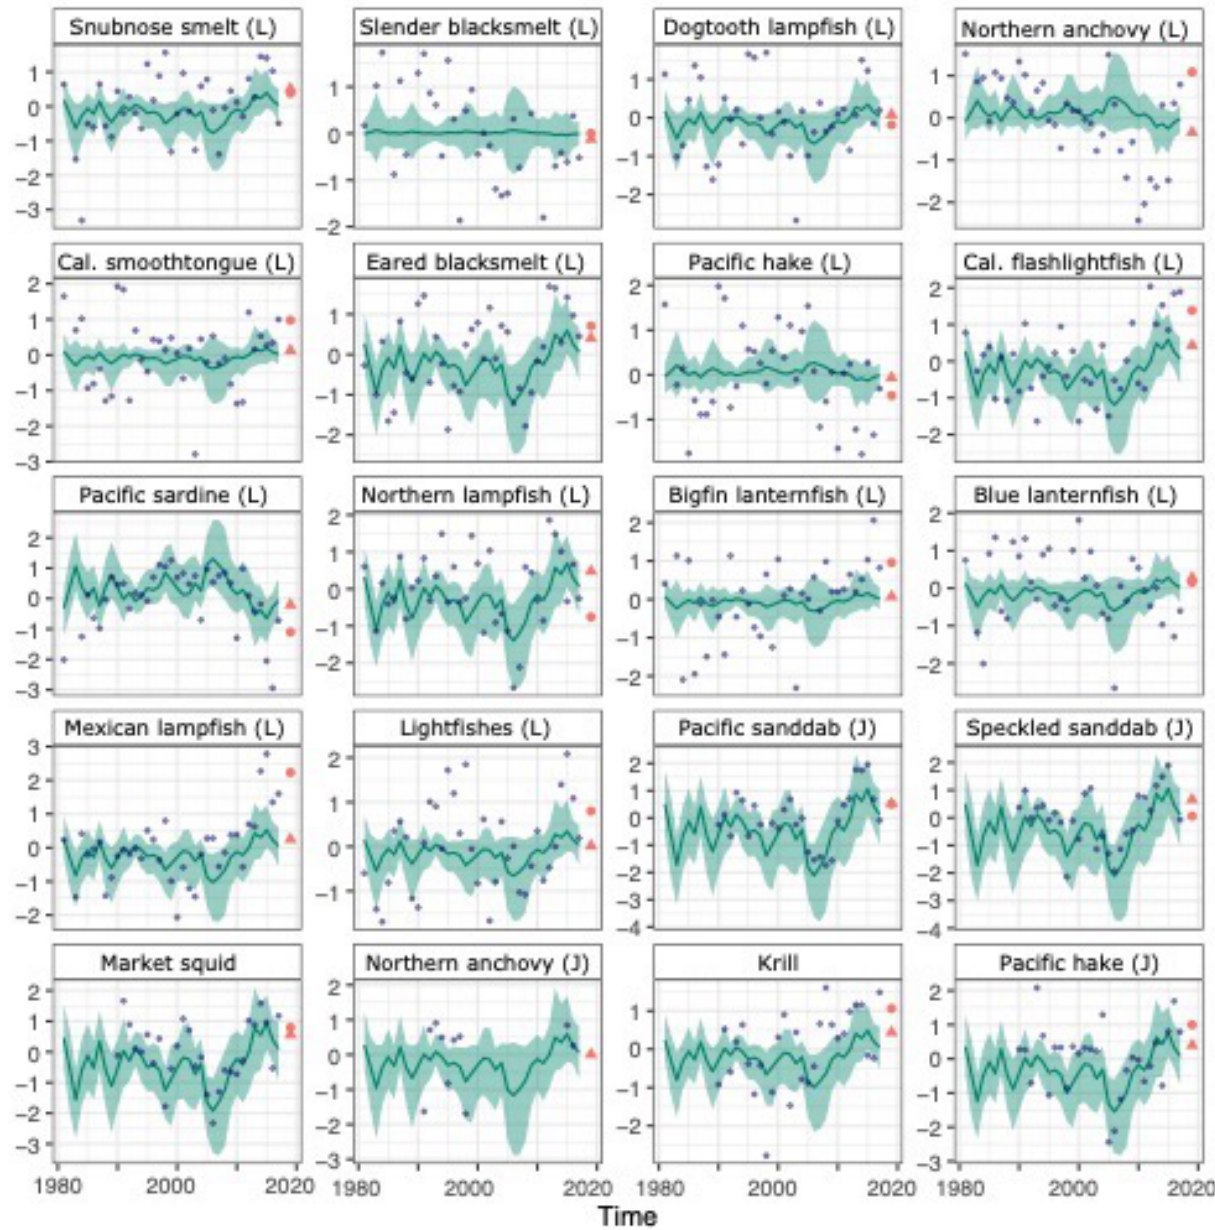 Snubnose smelt (L) Slender blacksmelt (L) Dogtooth lampfish (L) Northern anchovy (L)
1 1 1 1
0 0 0 0
−1 −1 −1 −1
−2 −2 −2 −2
−3
Cal. smoothtongue (L) Eared blacksmelt (L) Pacific hake (L) Cal. flashlightfish (L)
2 1 2 2
1 0 1 1
0 −1 0 0
−1 −2 −1 −1
−2 −2
−3
Pacific sardine (L) Northern lampfish (L) Bigfin lanternfish (L) Blue lanternfish (L)
2 2 2 2
1 1 1 1
0 0 0 0
−1 −1 −1 −1
−2 −2 −2 −2
−3
Mexican lampfish (L) Lightfishes (L) Pacific sanddab (J) Speckled sanddab (J)
3 2 2 2
2 1 1 1
1 0 0 0
0 −1 −1 −1
−1 −2 −2
−2 −3 −3
−4 −4
Market squid Northern anchovy (J) Krill Pacific hake (J)
2 2 1 2
1 1 0 1
0 0 −1 0
−1 −1 −2 −1
−2 −2 −2
−3 −3 −3
1980 2000 2020 1980 2000 2020 1980 2000 2020 1980 2000 2020
Time